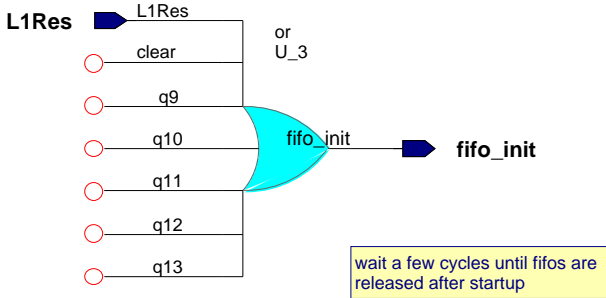 L1Res
L1Res
or
U_3
clear
q9
q10
fifo_init
fifo_init
q11
q12
q13
wait a few cycles until fifos are
released after startup